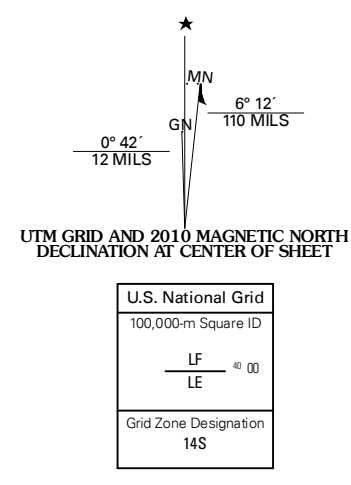 MN
6° 12´
110 MILS
GN
0° 42´
12 MILS
UTM GRID AND 2010 MAGNETIC NORTH
DECLINATION AT CENTER OF SHEET
U.S. National Grid
100,000-m Square ID
LF
40 00
LE
Grid Zone Designation
14S